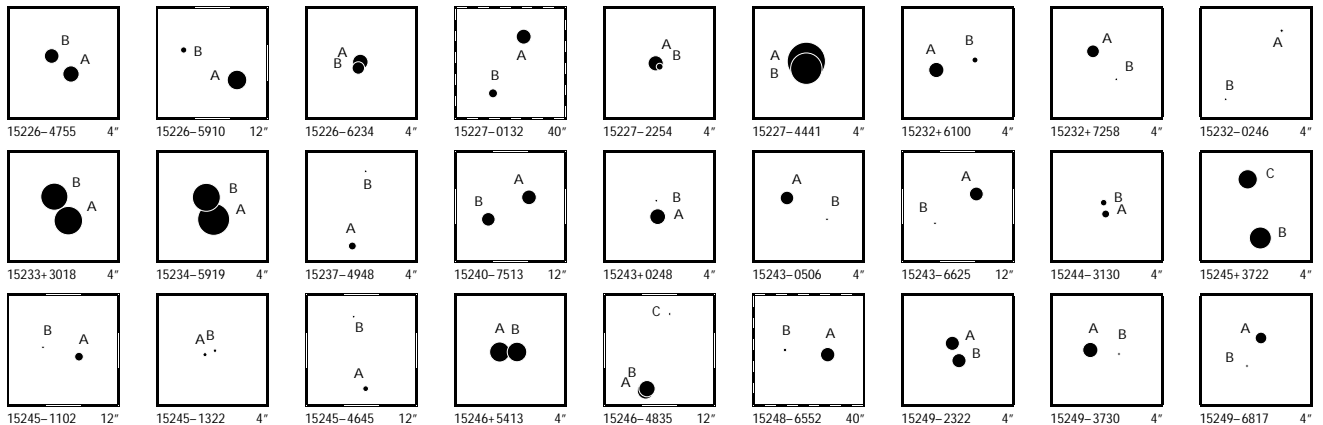 B A B A A B A B A B A B A B A B A B
15226−4755 4″ 15226−5910 12″ 15226−6234 4″ 15227−0132 40″ 15227−2254 4″ 15227−4441 4″ 15232+6100 4″ 15232+7258 4″ 15232−0246 4″
B A B A B A A B B A A B A B B A C B
15233+3018 4″ 15234−5919 4″ 15237−4948 4″ 15240−7513 12″ 15243+0248 4″ 15243−0506 4″ 15243−6625 12″ 15244−3130 4″ 15245+3722 4″
B A A B B A A B C B A B A A B A B A B
15245−1102 12″ 15245−1322 4″ 15245−4645 12″ 15246+5413 4″ 15246−4835 12″ 15248−6552 40″ 15249−2322 4″ 15249−3730 4″ 15249−6817 4″